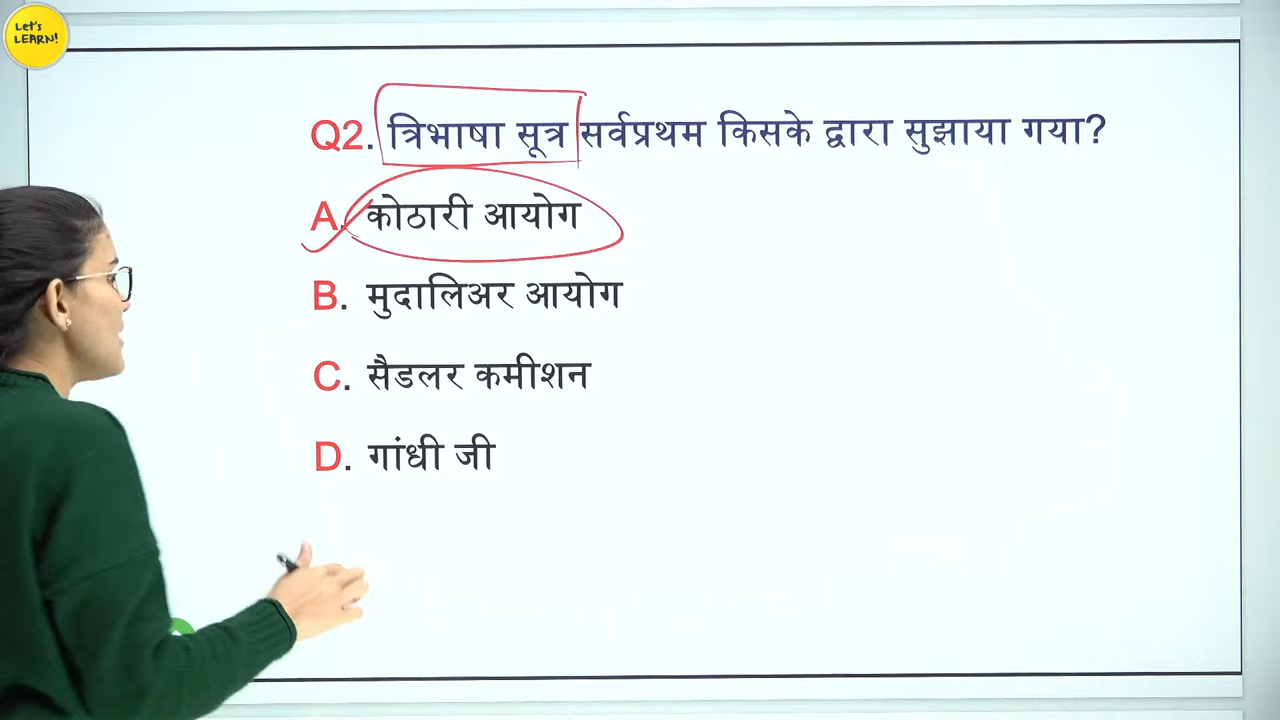 Let's
LEARN!
Q2. त्रिभाषा सूत्र सर्वप्रथम किसके द्वारा सुझाया गया?
A. कोठारी आयोग
B. मुदालिअर आयोग
C. सैडलर कमीशन
D. गांधी जी